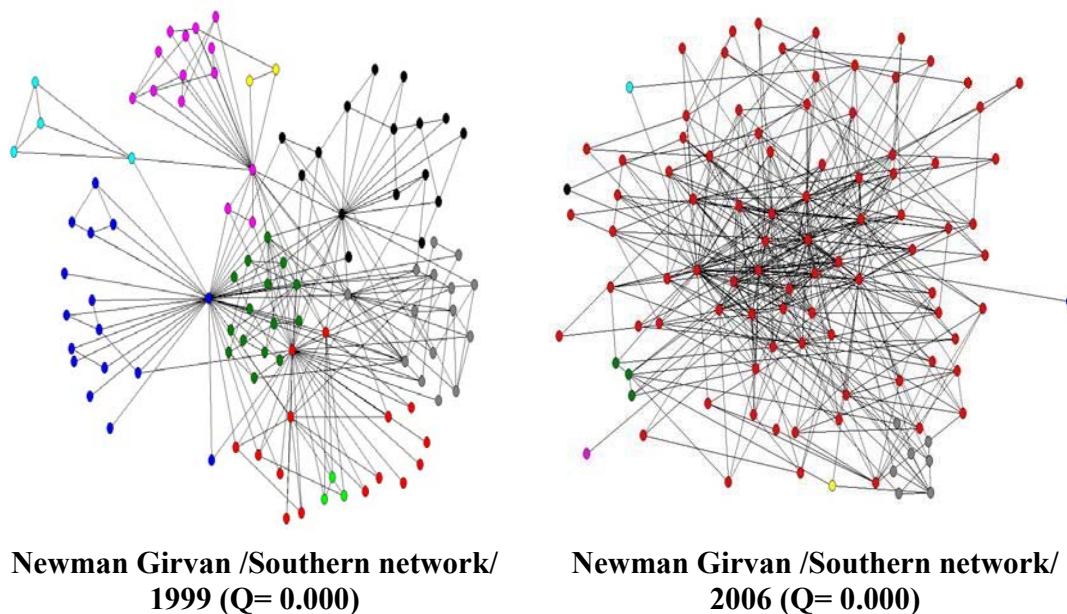 Newman Girvan /Southern network/
1999 (Q= 0.000)
Newman Girvan /Southern network/
2006 (Q= 0.000)